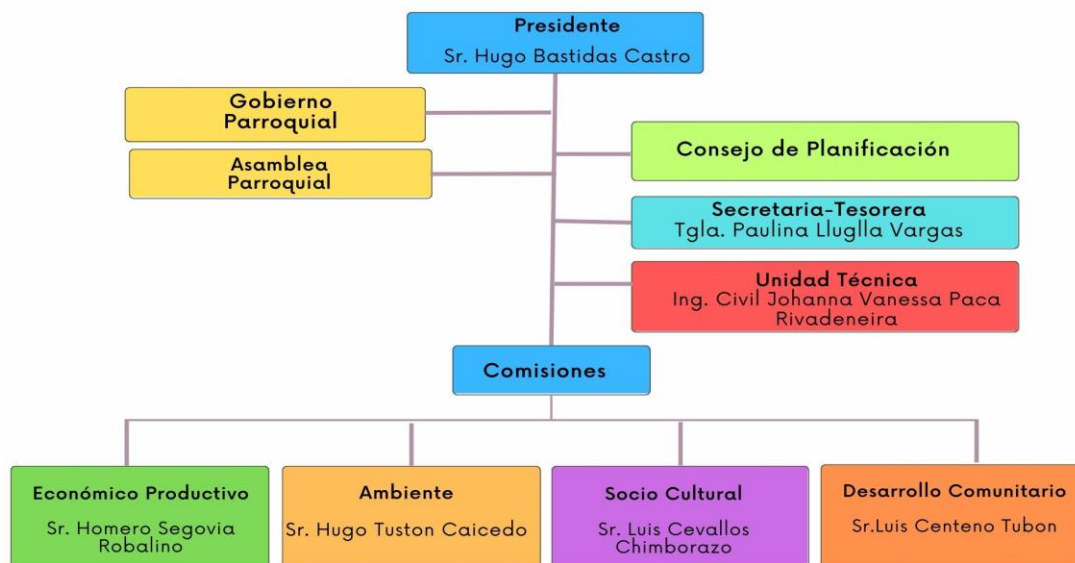 Presidente
Sr. Hugo Bastidas Castro
Gobierno
Parroquial
Asamblea
Parroquial
Consejo de Planificación
Secretaria-Tesorera
Tgla. Paulina Lluglla Vargas
Unidad Técnica
Ing. Civil Johanna Vanessa Paca
Rivadeneira
Comisiones
Económico Productivo
Sr. Homero Segovia
Robalino
Ambiente
Sr. Hugo Tuston Caicedo
Socio Cultural
Sr. Luis Cevallos
Chimborazo
Desarrollo Comunitario
Sr.Luis Centeno Tubon